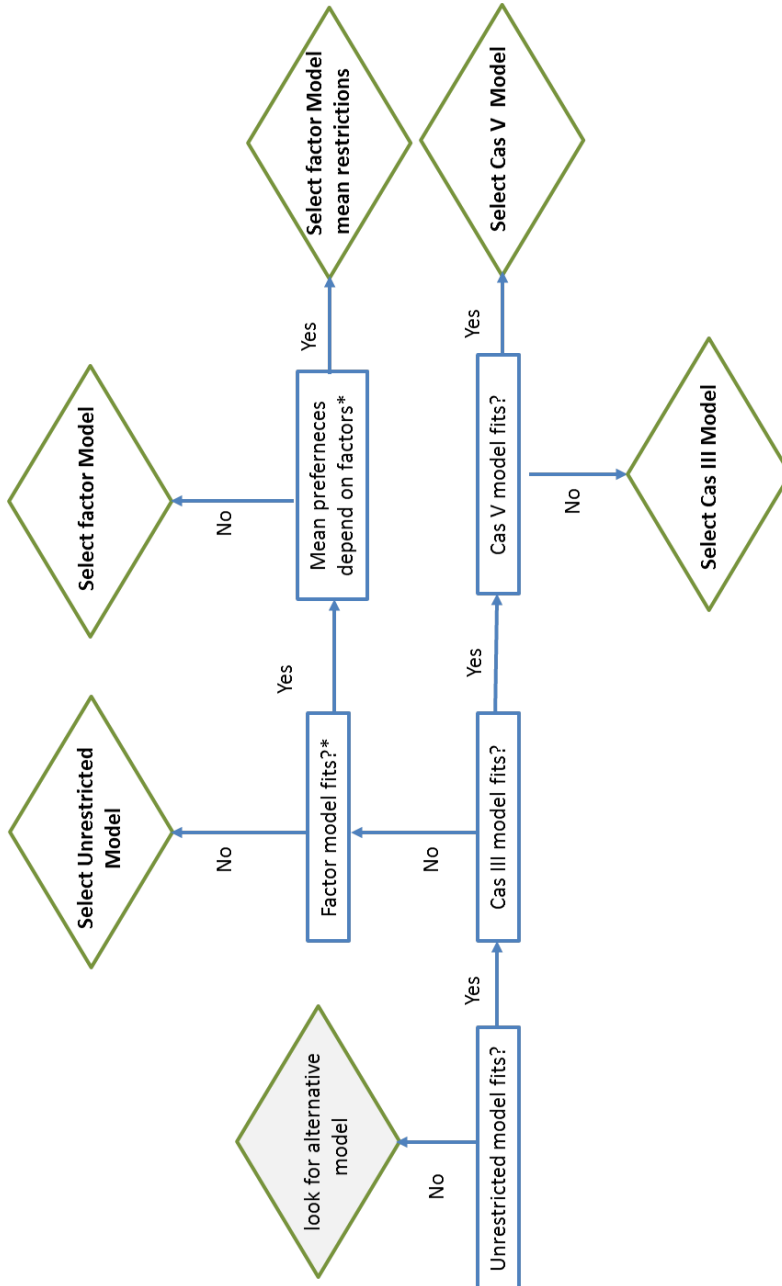 Select Unrestricted
Model
Select factor Model
No
No
look for alternative
model
Factor model fits?*
Yes
Mean preferneces
depend on factors*
Yes
Select factor Model
mean restrictions
No
No
Unrestricted model fits?
Yes
Cas III model fits?
Yes
Cas V model fits?
Yes
Select Cas V  Model
No
Select Cas III Model